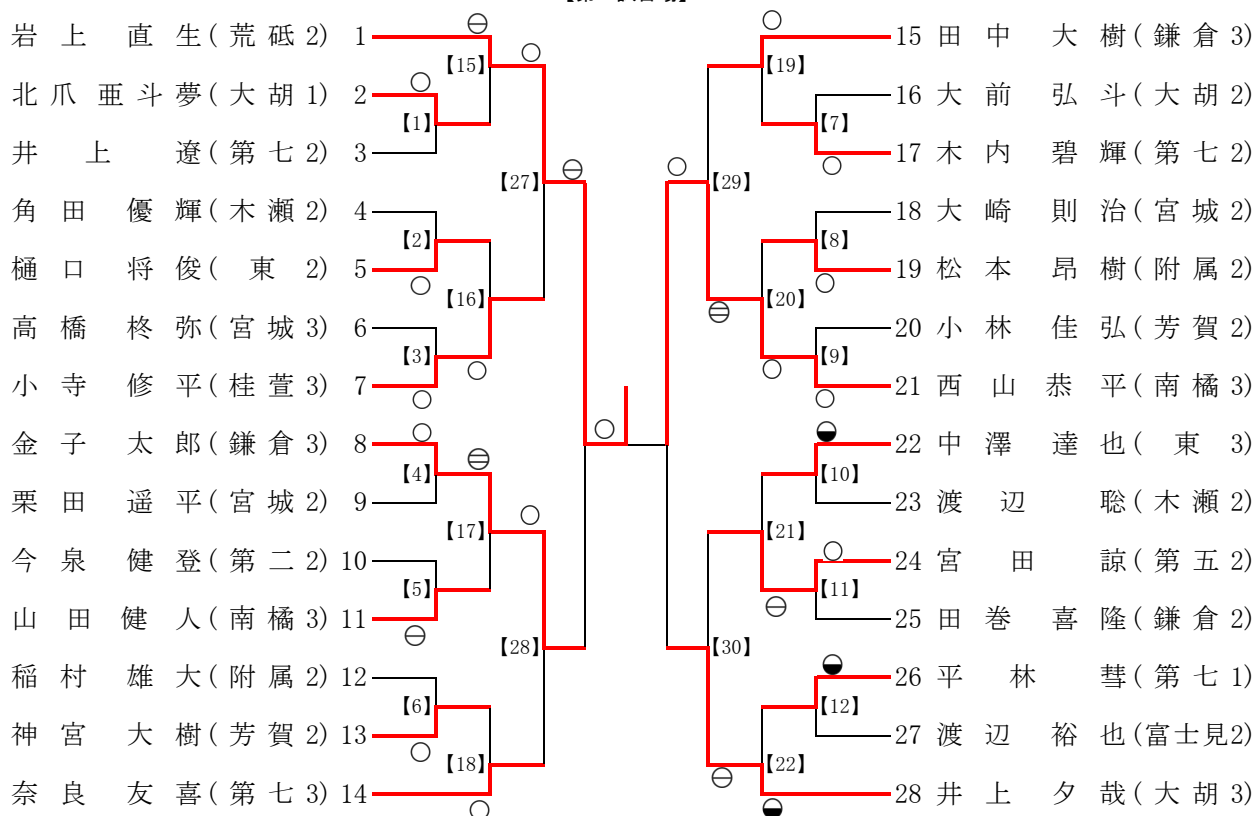 岩上 直生(荒砥2) 1
北爪亜斗夢(大胡1) 2
井上 遼(第七2) 3
角田 優輝(木瀬2) 4
樋口 将俊(東2) 5
高橋 柊弥(宮城3) 6
小寺 修平(桂萱3) 7
金子 太郎(鎌倉3) 8
栗田 遥平(宮城2) 9
今泉 健登(第二2) 10
山田 健人(南橘3) 11
稲村 雄大(附属2) 12
神宮 大樹(芳賀2) 13
奈良 友喜(第七3) 14
【1】
【2】
【3】
【4】
【5】
【6】
【15】
【16】
【17】
【18】
【27】
【28】
【29】
【30】
【19】
【20】
【21】
【22】
【7】
【8】
【9】
【10】
【11】
【12】
15 田中 大樹(鎌倉3)
16 大前 弘斗(大胡2)
17 木内 碧輝(第七2)
18 大崎 則治(宮城2)
19 松本 昂樹(附属2)
20 小林 佳弘(芳賀2)
21 西山 恭平(南橘3)
22 中澤 達也(東3)
23 渡辺 聡(木瀬2)
24 宮田 諒(第五2)
25 田巻 喜隆(鎌倉2)
26 平林 彗(第七1)
27 渡辺 裕也(富士見2)
28 井上 夕哉(大胡3)